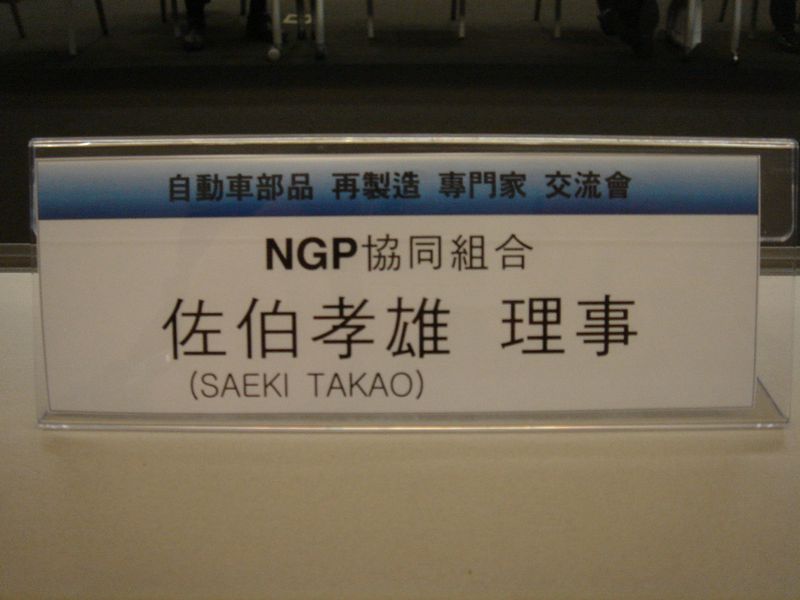 自動車部品 再製造 專門家 交流會
NGP協同組合
佐伯孝雄 理事
(SAEKI TAKAO)